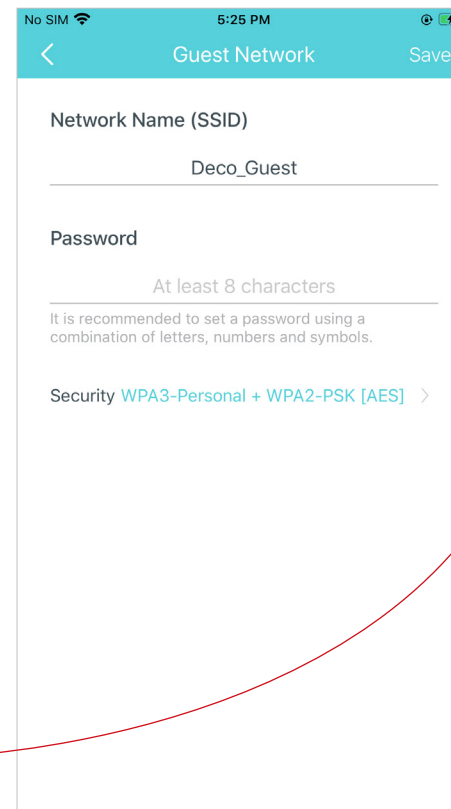 No SIM 5:25 PM
Guest Network Save
Network Name (SSID)
Deco_Guest
Password
At least 8 characters
It is recommended to set a password using a
combination of letters, numbers and symbols.
Security WPA3-Personal + WPA2-PSK [AES]